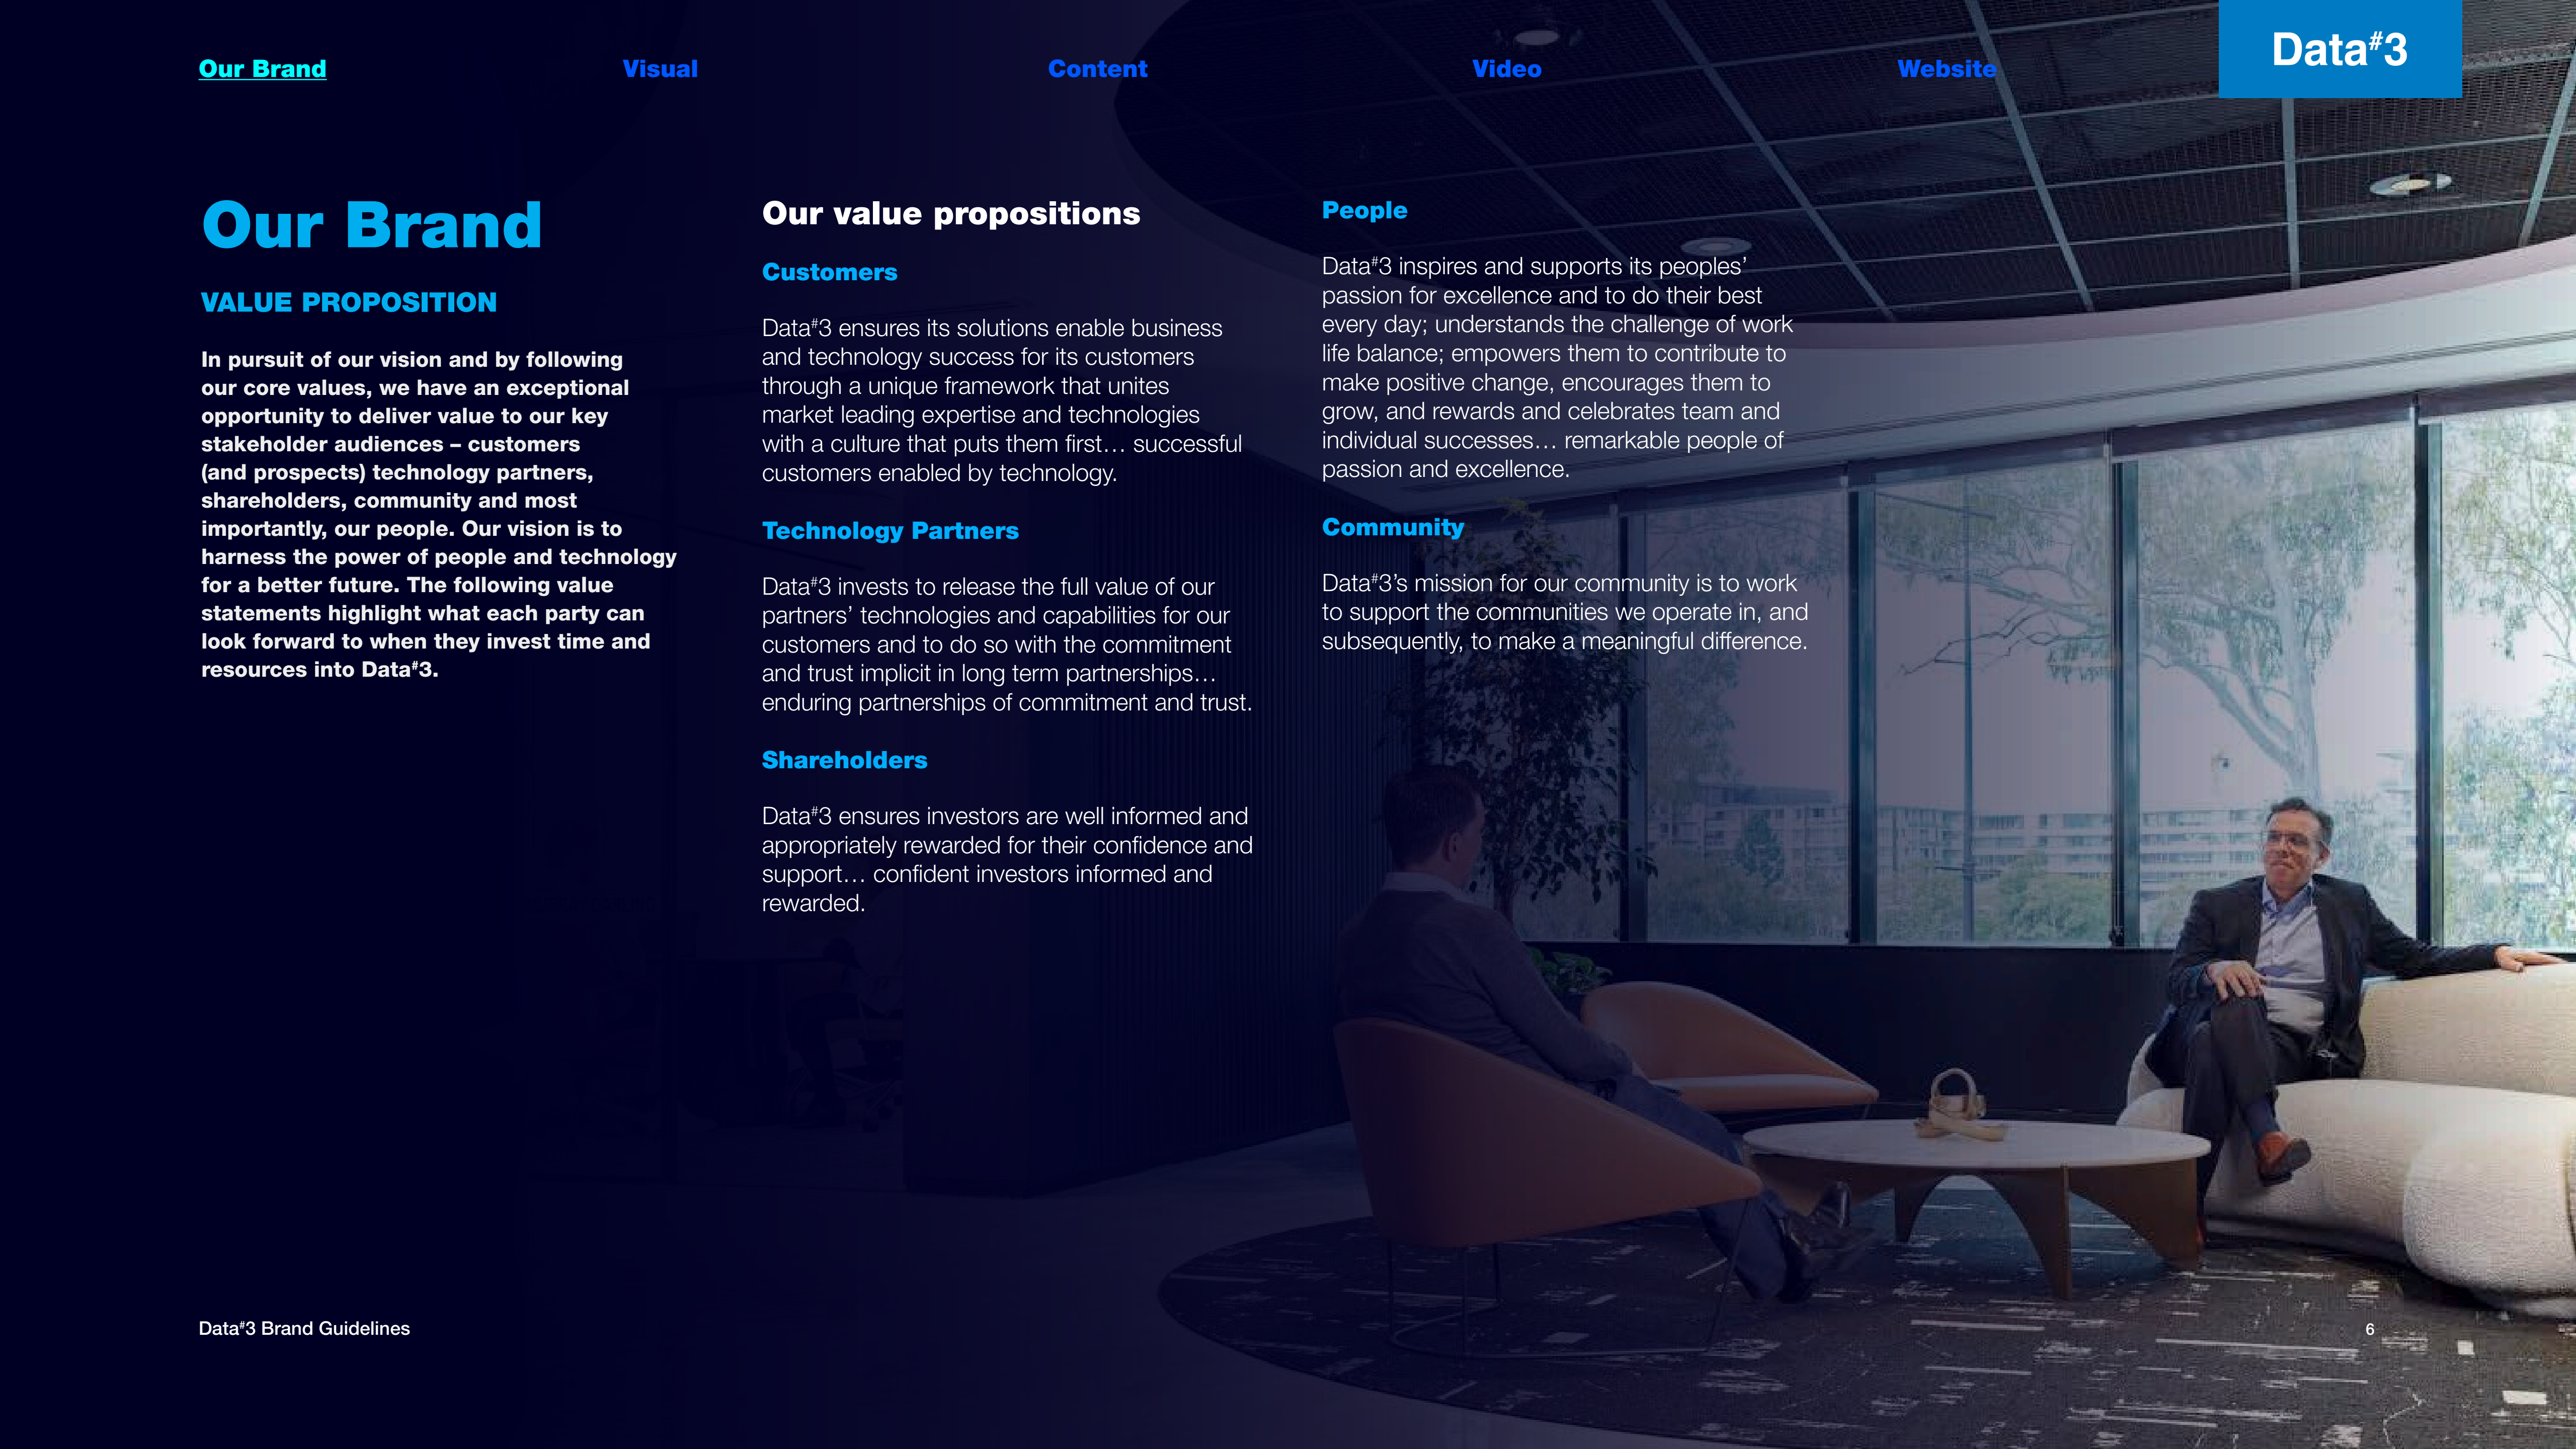 Our Brand
Visual
Content
Video
Website
Data#3
Our Brand
VALUE PROPOSITION
In pursuit of our vision and by following
our core values, we have an exceptional
opportunity to deliver value to our key
stakeholder audiences – customers
(and prospects) technology partners,
shareholders, community and most
importantly, our people. Our vision is to
harness the power of people and technology
for a better future. The following value
statements highlight what each party can
look forward to when they invest time and
resources into Data#3.
Our value propositions
Customers
Data#3 ensures its solutions enable business
and technology success for its customers
through a unique framework that unites
market leading expertise and technologies
with a culture that puts them first… successful
customers enabled by technology.
Technology Partners
Data#3 invests to release the full value of our
partners’ technologies and capabilities for our
customers and to do so with the commitment
and trust implicit in long term partnerships…
enduring partnerships of commitment and trust.
Shareholders
Data#3 ensures investors are well informed and
appropriately rewarded for their confidence and
support… confident investors informed and
rewarded.
People
Data#3 inspires and supports its peoples’
passion for excellence and to do their best
every day; understands the challenge of work
life balance; empowers them to contribute to
make positive change, encourages them to
grow, and rewards and celebrates team and
individual successes… remarkable people of
passion and excellence.
Community
Data#3’s mission for our community is to work
to support the communities we operate in, and
subsequently, to make a meaningful difference.
Data#3 Brand Guidelines
6